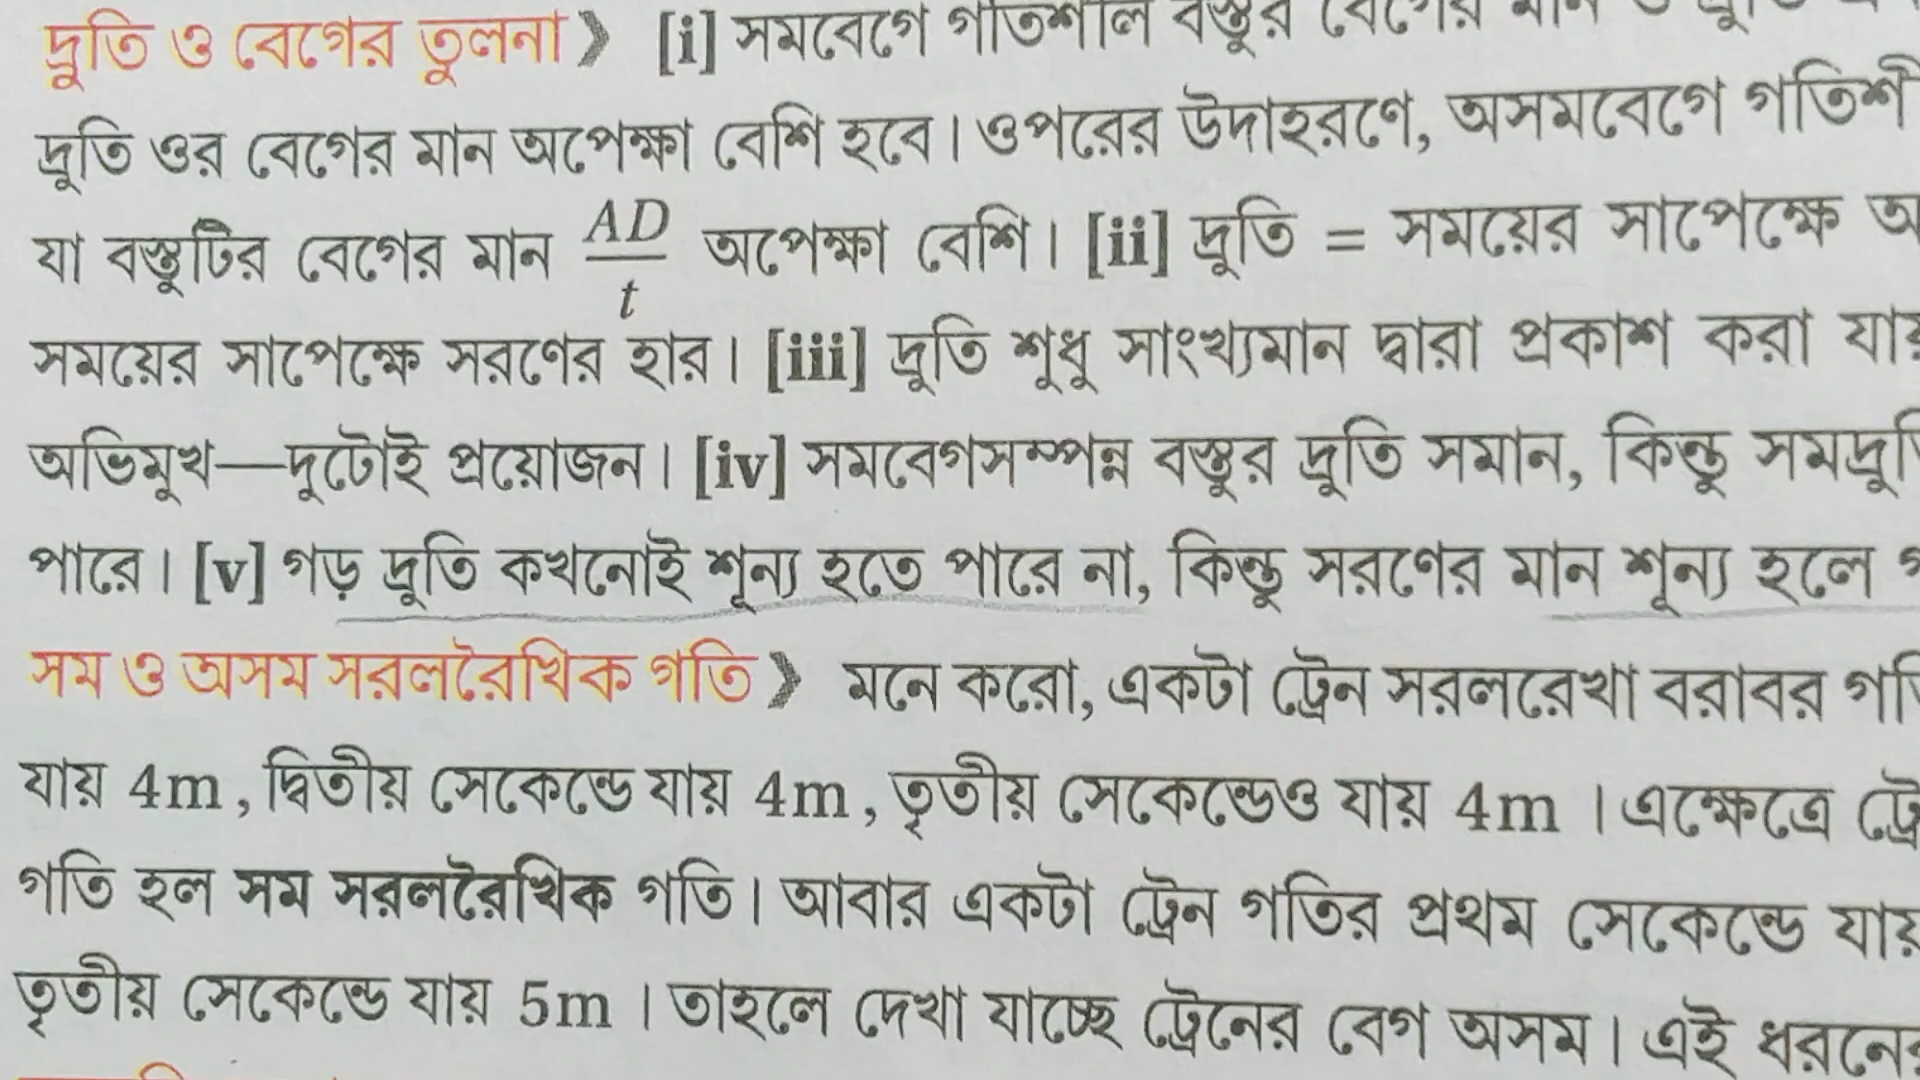 দ্রুতি ও বেগের তুলনা》 [i] সমবেগে গতিশীল বস্তুর বেগের মান ও
দ্রুতি ওর বেগের মান অপেক্ষা বেশি হবে। ওপরের উদাহরণে, অসমবেগে গতিশী
যা বস্তুটির বেগের মান AD/t অপেক্ষা বেশি। [ii] দ্রুতি = সময়ের সাপেক্ষে অ
সময়ের সাপেক্ষে সরণের হার। [iii] দ্রুতি শুধু সাংখ্যমান দ্বারা প্রকাশ করা যায়
অভিমুখ—দুটোই প্রয়োজন। [iv] সমবেগসম্পন্ন বস্তুর দ্রুতি সমান, কিন্তু সমদ্রুতি
পারে। [v] গড় দ্রুতি কখনোই শূন্য হতে পারে না, কিন্তু সরণের মান শূন্য হলে
সম ও অসম সরলরৈখিক গতি》 মনে করো, একটা ট্রেন সরলরেখা বরাবর গতি
যায় 4m, দ্বিতীয় সেকেন্ডে যায় 4m, তৃতীয় সেকেন্ডেও যায় 4m । এক্ষেত্রে ট্রে
গতি হল সম সরলরৈখিক গতি। আবার একটা ট্রেন গতির প্রথম সেকেন্ডে যায়
তৃতীয় সেকেন্ডে যায় 5m । তাহলে দেখা যাচ্ছে ট্রেনের বেগ অসম। এই ধরনের